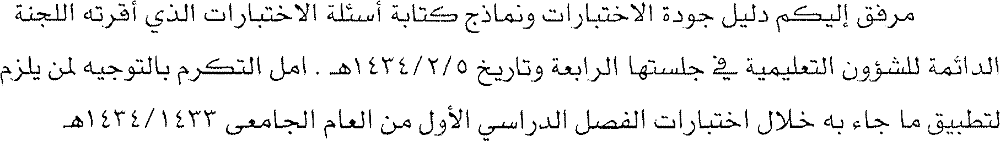 مرفق إليكم دليل جودة الاختبارات ونماذج كتابة أسئلة الاختبارات الذي أقرته اللجنة
الدائمة للشؤون التعليمية في جلستها الرابعة وتاريخ ١٤٣٤/٢/٥هـ . امل التكرم بالتوجيه لمن يلزم
لتطبيق ما جاء به خلال اختبارات الفصل الدراسي الأول من العام الجامعى ١٤٣٤/١٤٣٣هـ